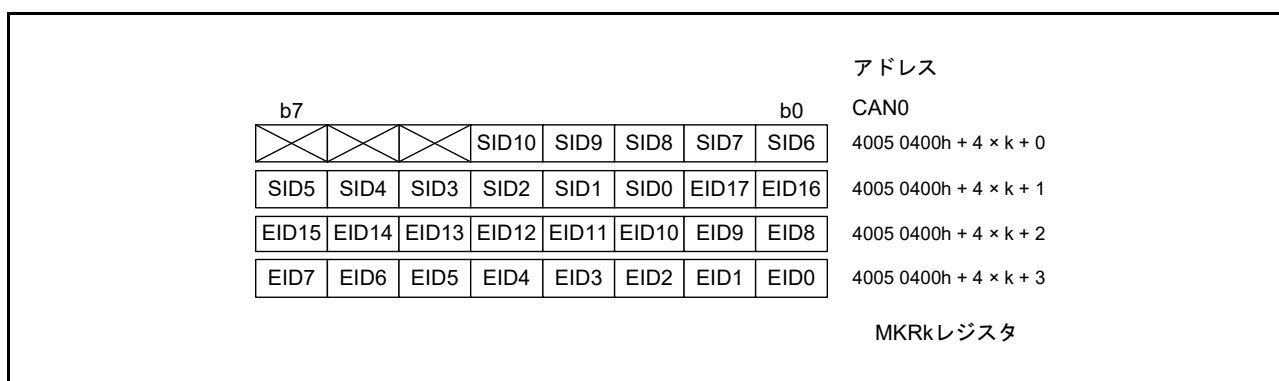 アドレス
b7 b0 CAN0
SID10 SID9 SID8 SID7 SID6 4005 0400h + 4 × k + 0
SID5 SID4 SID3 SID2 SID1 SID0 EID17 EID16 4005 0400h + 4 × k + 1
EID15 EID14 EID13 EID12 EID11 EID10 EID9 EID8 4005 0400h + 4 × k + 2
EID7 EID6 EID5 EID4 EID3 EID2 EID1 EID0 4005 0400h + 4 × k + 3
MKRkレジスタ